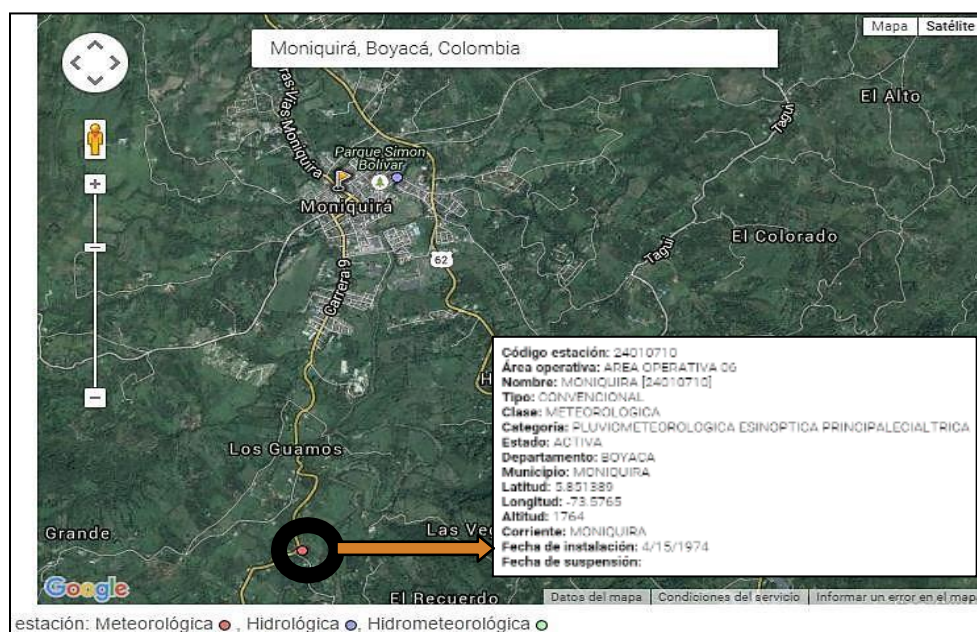 Mapa Satélite
Moniquirá, Boyacá, Colombia
El Alto
Vras Vieja Moniquira
Tagui
Parque Simon
Bolivar
Moniquirá
El Colorado
Tagui
62
Carrera 9
Código estación: 24010710
Área operativa: AREA OPERATIVA 06
H
Nombre: MONIQUIRA [24010710]
Tipo: CONVENCIONAL
Clase: METEOROLOGICA
Categoría: PLUVIOMETEOROLOGICA ESINOPTICA PRINCIPALECIALTRICA
Estado: ACTIVA
Los Guamos
Departamento: BOYACA
Municipio: MONIQUIRA
Latitud: 5.851389
Longitud: -73.5765
Altitud: 1764
Grande
Las Ve
Corriente: MONIQUIRA
Fecha de instalación: 4/15/1974
Fecha de suspensión:
Google
El Recuerdo
Datos del mapa Condiciones del servicio Informar un error en el mapa
estación: Meteorológica , Hidrológica , Hidrometeorológica